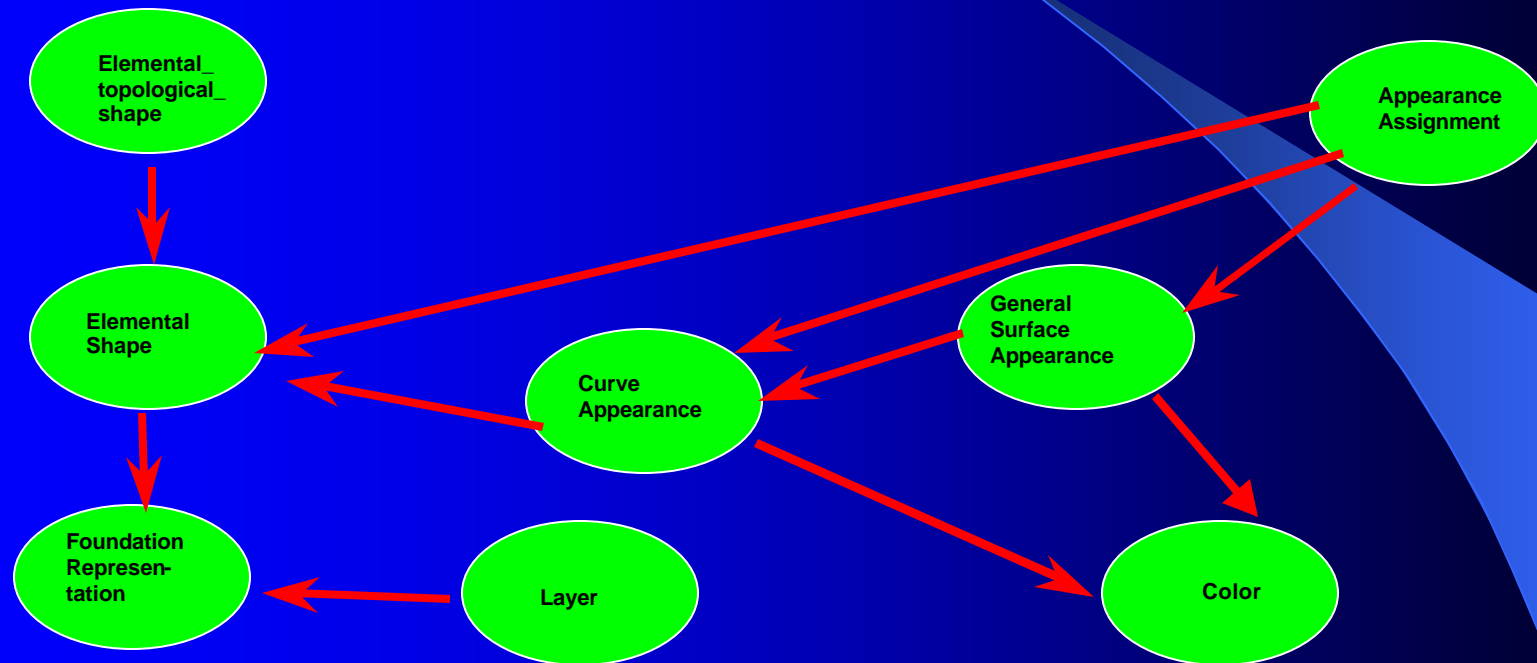 Elemental_
topological_
shape
Appearance
Assignment
Elemental
Shape
General
Surface
Appearance
Curve
Appearance
Foundation
Represen-
tation
Layer
Color